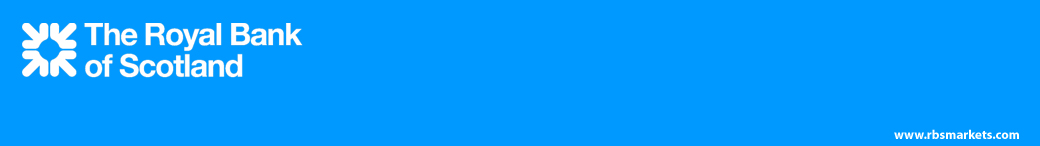 The Royal Bank
of Scotland
www.rbsmarkets.com